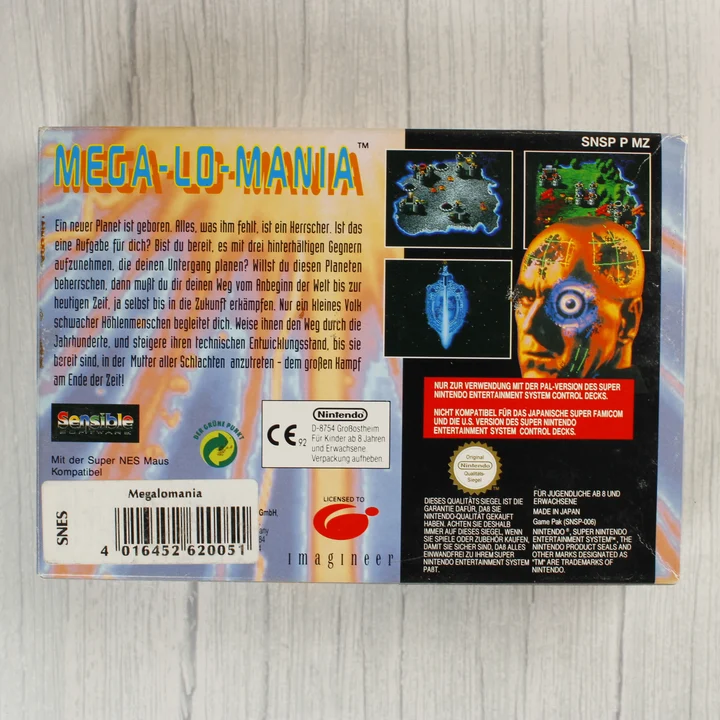 SNSP P MZ
MEGA-LO-MANIA™
Ein neuer Planet ist geboren. Alles, was ihm fehlt, ist ein Herrscher. Ist das
eine Aufgabe für dich? Bist du bereit, es mit drei hinterhältigen Gegnern
aufzunehmen, die deinen Untergang planen? Willst du diesen Planeten
beherrschen, dann mußt du dir deinen Weg vom Anbeginn der Welt bis zur
heutigen Zeit, ja selbst bis in die Zukunft erkämpfen. Nur ein kleines Volk
schwacher Höhlenmenschen begleitet dich. Weise ihnen den Weg durch die
Jahrhunderte, und steigere ihren technischen Entwicklungsstand, bis sie
bereit sind, in der Mutter aller Schlachten anzutreten - dem großen Kampf
am Ende der Zeit!
NUR ZUR VERWENDUNG MIT DER PAL-VERSION DES SUPER
NINTENDO ENTERTAINMENT SYSTEM CONTROL DECKS.
NICHT KOMPATIBEL FÜR DAS JAPANISCHE SUPER FAMICOM
UND DIE U.S. VERSION DES SUPER NINTENDO
ENTERTAINMENT SYSTEM CONTROL DECKS.
Sensible
SOFTWARE
DER GRÜNE PUNKT
Mit der Super NES Maus
Kompatibel
CE 92
Nintendo
D-8754 Großostheim
Für Kinder ab 8 Jahren
und Erwachsene.
Verpackung aufheben.
Original
Nintendo
Qualitäts-
Siegel
SNES
Megalomania
4 016452 620051
GmbH.
any
84
LICENSED TO
Imagineer
DIESES QUALITÄTS SIEGEL IST DIE
GARANTIE DAFÜR, DAß SIE
NINTENDO-QUALITÄT GEKAUFT
HABEN. ACHTEN SIE DESHALB
IMMER AUF DIESES SIEGEL, WENN
SIE SPIELE ODER ZUBEHÖR KAUFEN,
DAMIT SIE SICHER SIND, DAß ALLES
EINWANDFREI ZU IHREM SUPER
NINTENDO ENTERTAINMENT SYSTEM
PAßT.
FÜR JUGENDLICHE AB 8 UND
ERWACHSENE
MADE IN JAPAN
Game Pak (SNSP-006)
NINTENDO®, SUPER NINTENDO
ENTERTAINMENT SYSTEM™, THE
NINTENDO PRODUCT SEALS AND
OTHER MARKS DESIGNATED AS
"TM" ARE TRADEMARKS OF
NINTENDO.